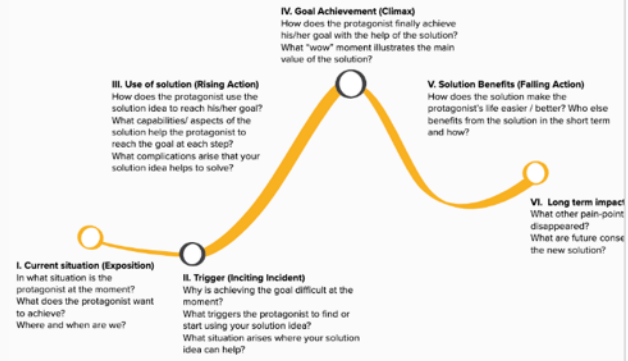 IV. Goal Achievement (Climax)
How does the protagonist finally achieve
his/her goal with the help of the solution?
What "wow" moment illustrates the main
value of the solution?
III. Use of solution (Rising Action)
How does the protagonist use the
solution idea to reach his/her goal?
What capabilities/ aspects of the
solution help the protagonist to
reach the goal at each step?
What complications arise that your
solution idea helps to solve?
V. Solution Benefits (Falling Action)
How does the solution make the
protagonist's life easier / better? Who else
benefits from the solution in the short term
and how?
I. Current situation (Exposition)
In what situation is the
protagonist at the moment?
What does the protagonist want
to achieve?
Where and when are we?
II. Trigger (Inciting Incident)
Why is achieving the goal difficult at the
moment?
What triggers the protagonist to find or
start using your solution idea?
What situation arises where your solution
idea can help?
VI. Long term impact
What other pain-point
disappeared?
What are future conse
the new solution?